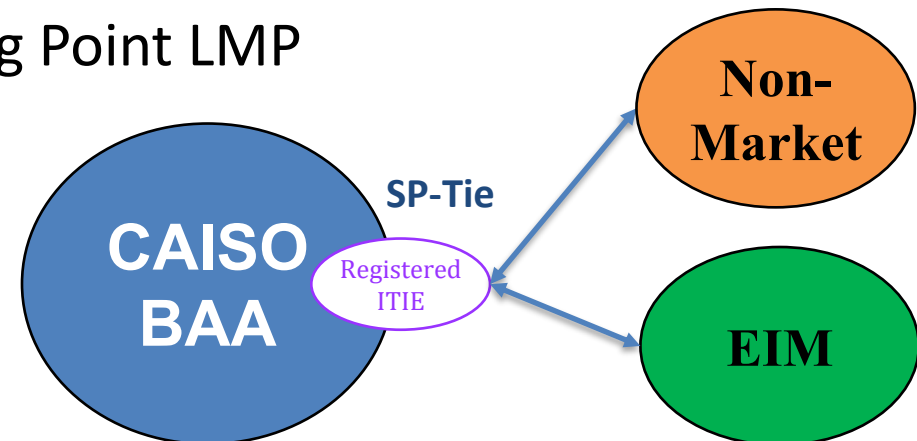 g Point LMP
Non-
Market
SP-Tie
CAISO
BAA
Registered
ITIE
EIM